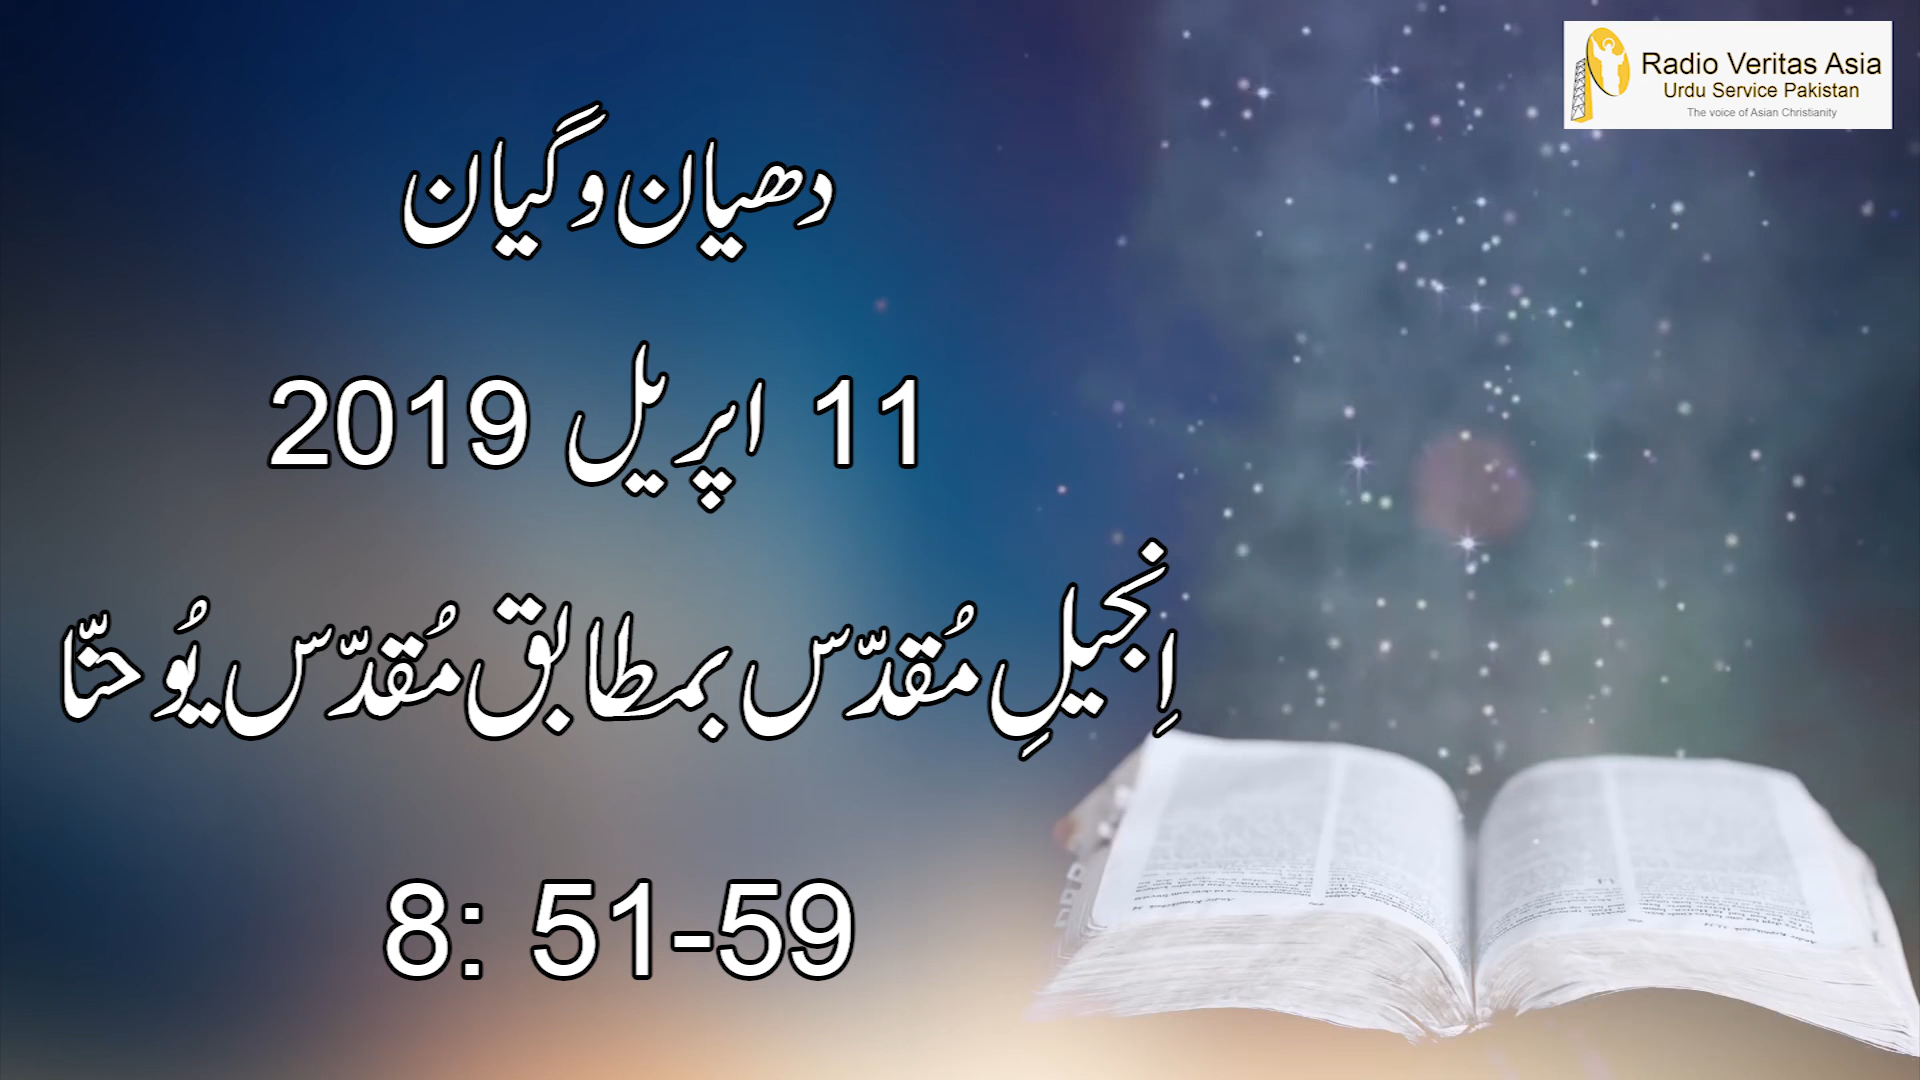 Radio Veritas Asia
Urdu Service Pakistan
The voice of Asian Christianity
دھیان و گیان
11 اپریل 2019
اِنجیلِ مُقدّس بمطابق مُقدّس یُوحنّا
8: 51-59